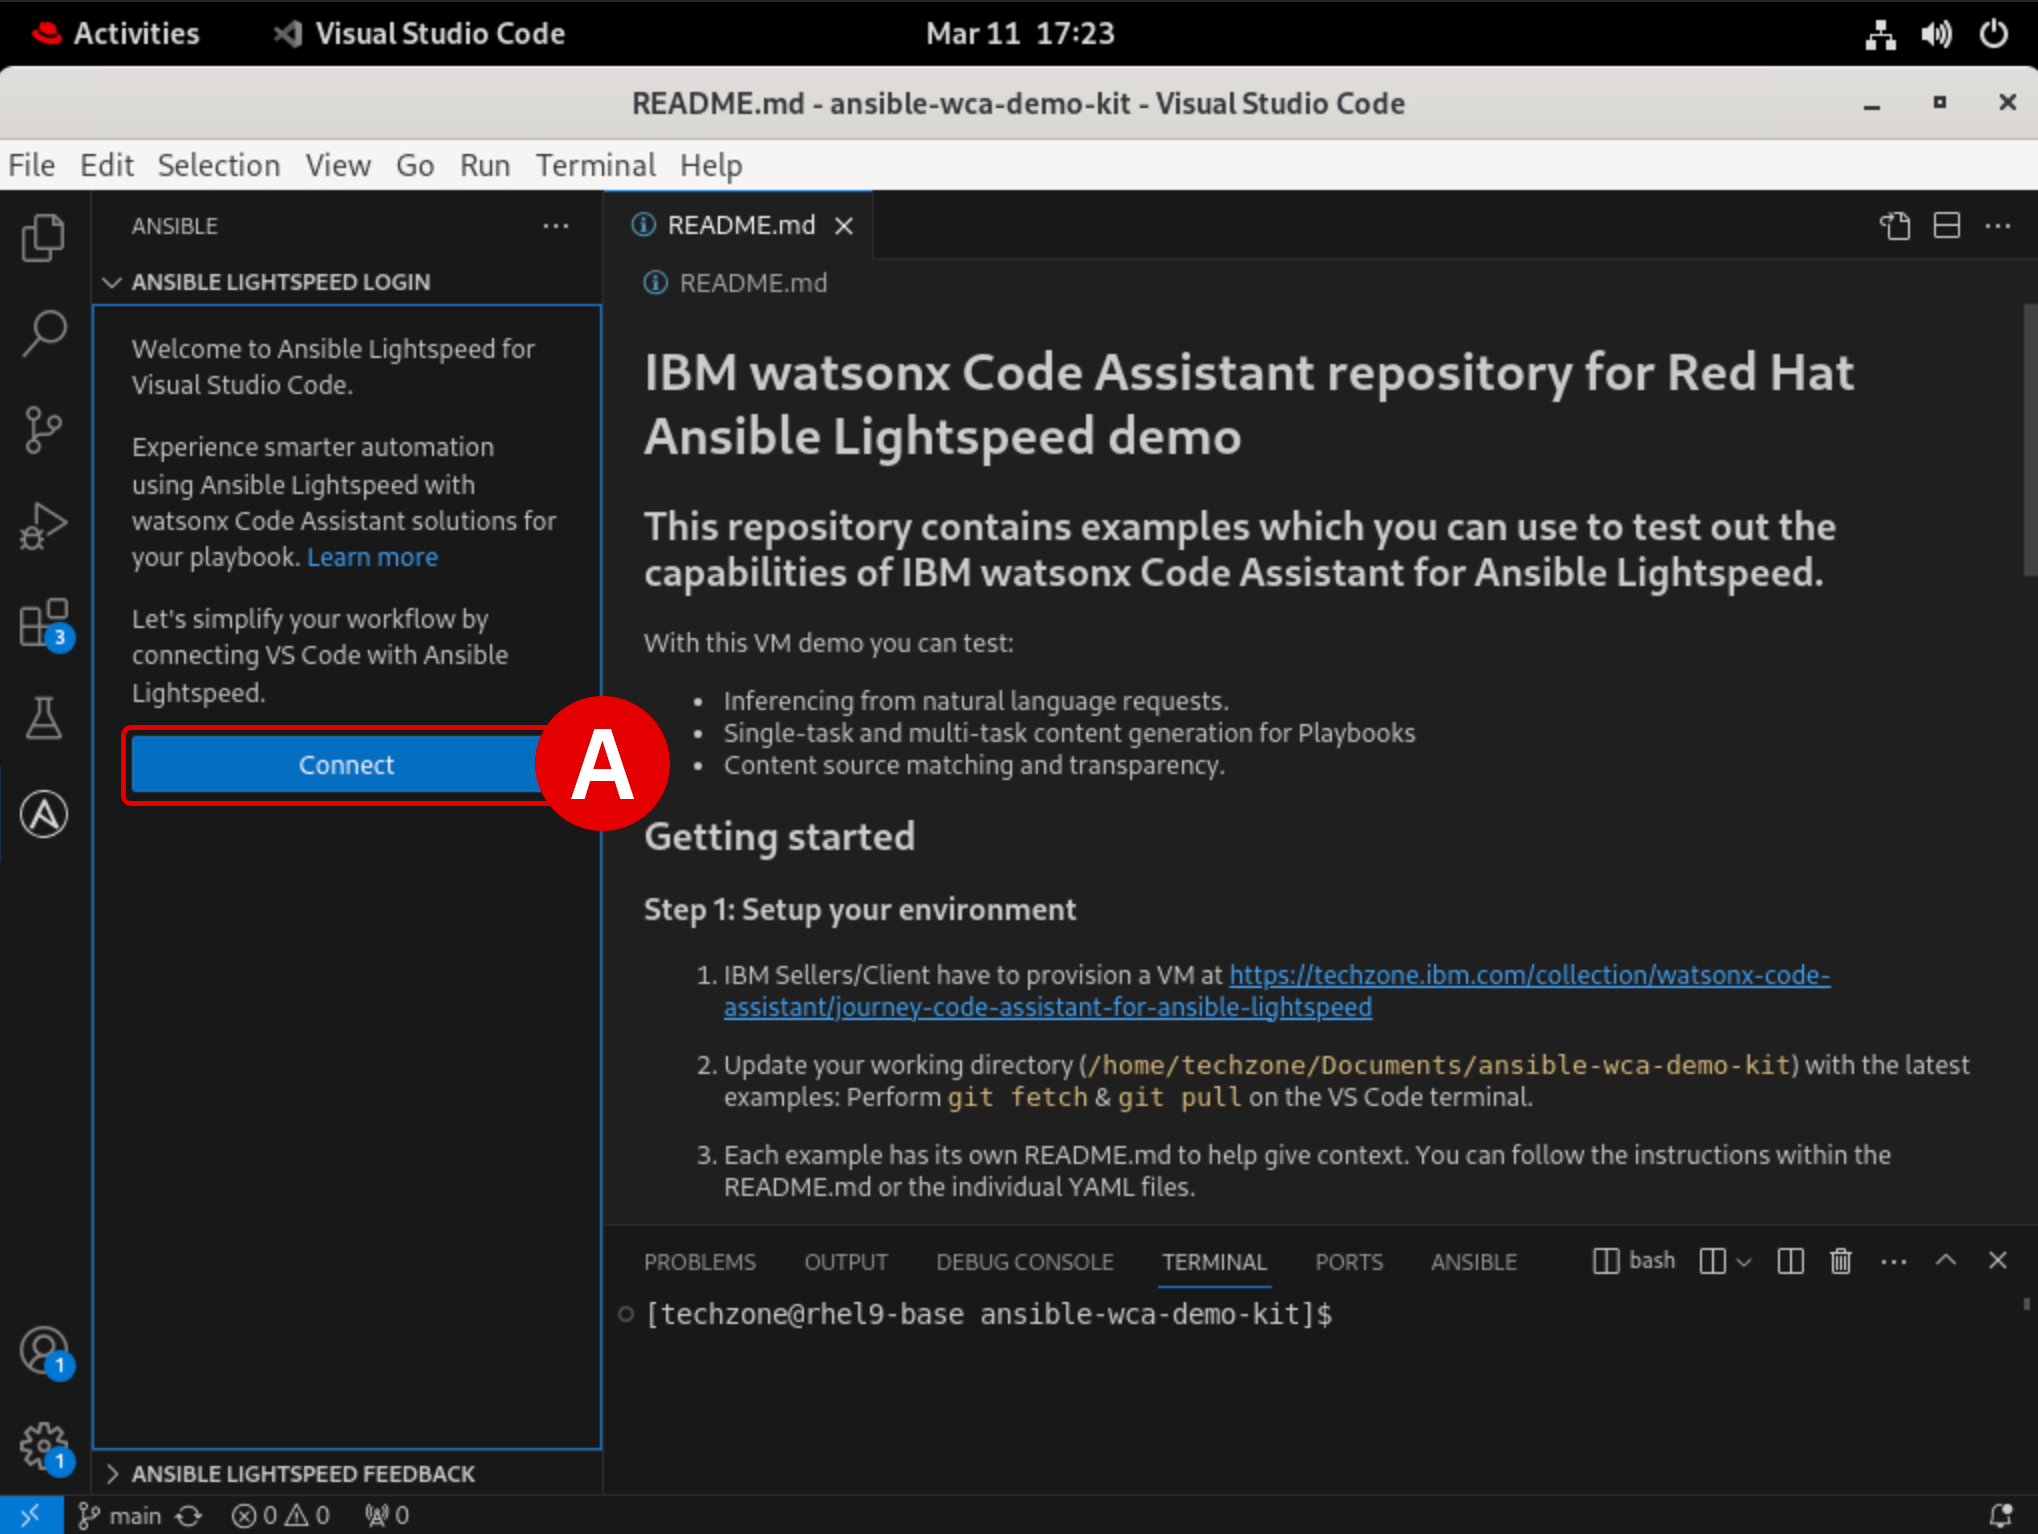 Activities
Visual Studio Code
Mar 11 17:23
README.md - ansible-wca-demo-kit - Visual Studio Code
File Edit Selection View Go Run Terminal Help
ANSIBLE
ANSIBLE LIGHTSPEED LOGIN
Welcome to Ansible Lightspeed for
Visual Studio Code.
Experience smarter automation
using Ansible Lightspeed with
watsonx Code Assistant solutions for
your playbook. Learn more
Let's simplify your workflow by
connecting VS Code with Ansible
Lightspeed.
Connect
A
3
1
1
ANSIBLE LIGHTSPEED FEEDBACK
README.md
README.md
IBM watsonx Code Assistant repository for Red Hat
Ansible Lightspeed demo
This repository contains examples which you can use to test out the
capabilities of IBM watsonx Code Assistant for Ansible Lightspeed.
With this VM demo you can test:
• Inferencing from natural language requests.
• Single-task and multi-task content generation for Playbooks
• Content source matching and transparency.
Getting started
Step 1: Setup your environment
1. IBM Sellers/Client have to provision a VM at https://techzone.ibm.com/collection/watsonx-code-
assistant/journey-code-assistant-for-ansible-lightspeed
2. Update your working directory (/home/techzone/Documents/ansible-wca-demo-kit) with the latest
examples: Perform git fetch & git pull on the VS Code terminal.
3. Each example has its own README.md to help give context. You can follow the instructions within the
README.md or the individual YAML files.
PROBLEMS OUTPUT DEBUG CONSOLE TERMINAL PORTS ANSIBLE
bash
[techzone@rhel9-base ansible-wca-demo-kit]$
main 0 0 0